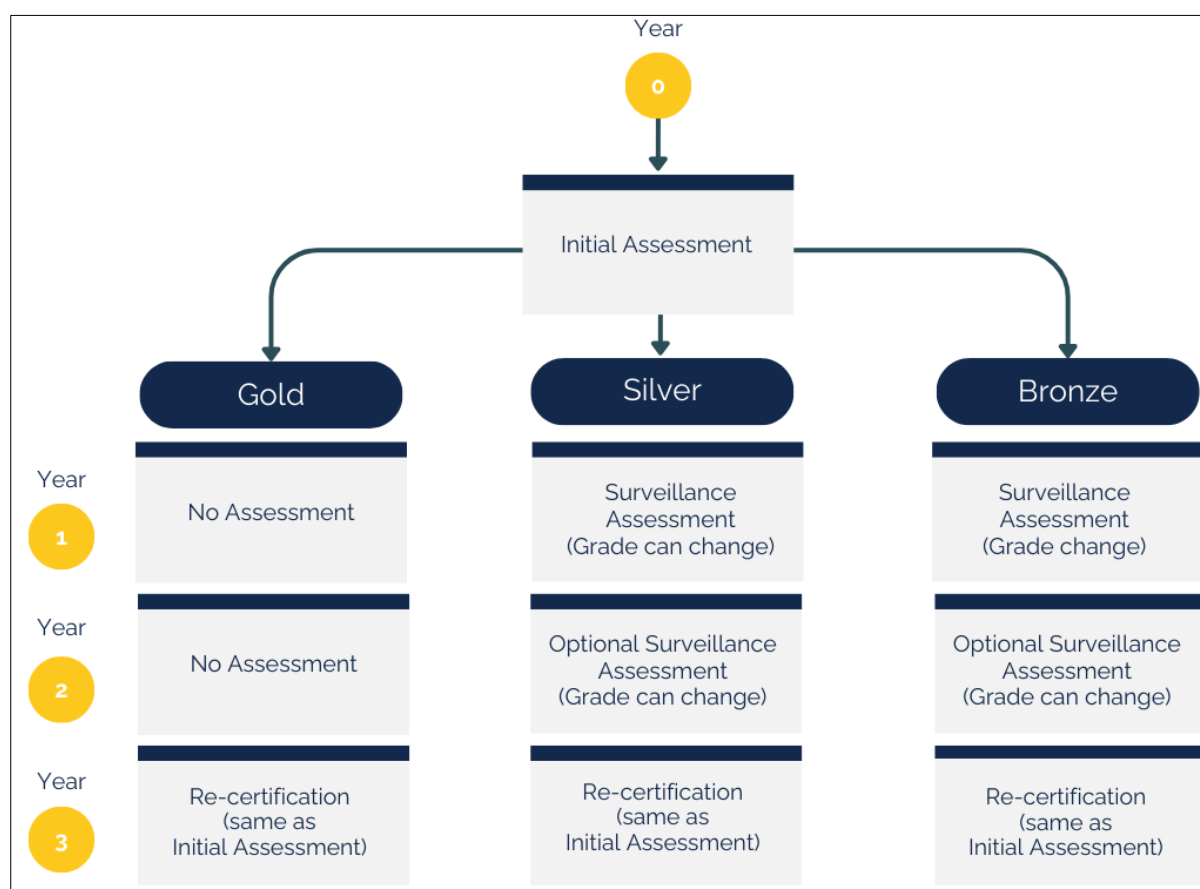 Year
0
Initial Assessment
Gold
Silver
Bronze
Year
1
No Assessment
Surveillance
Assessment
(Grade can change)
Surveillance
Assessment
(Grade change)
Year
2
No Assessment
Optional Surveillance
Assessment
(Grade can change)
Optional Surveillance
Assessment
(Grade can change)
Year
3
Re-certification
(same as
Initial Assessment)
Re-certification
(same as
Initial Assessment)
Re-certification
(same as
Initial Assessment)